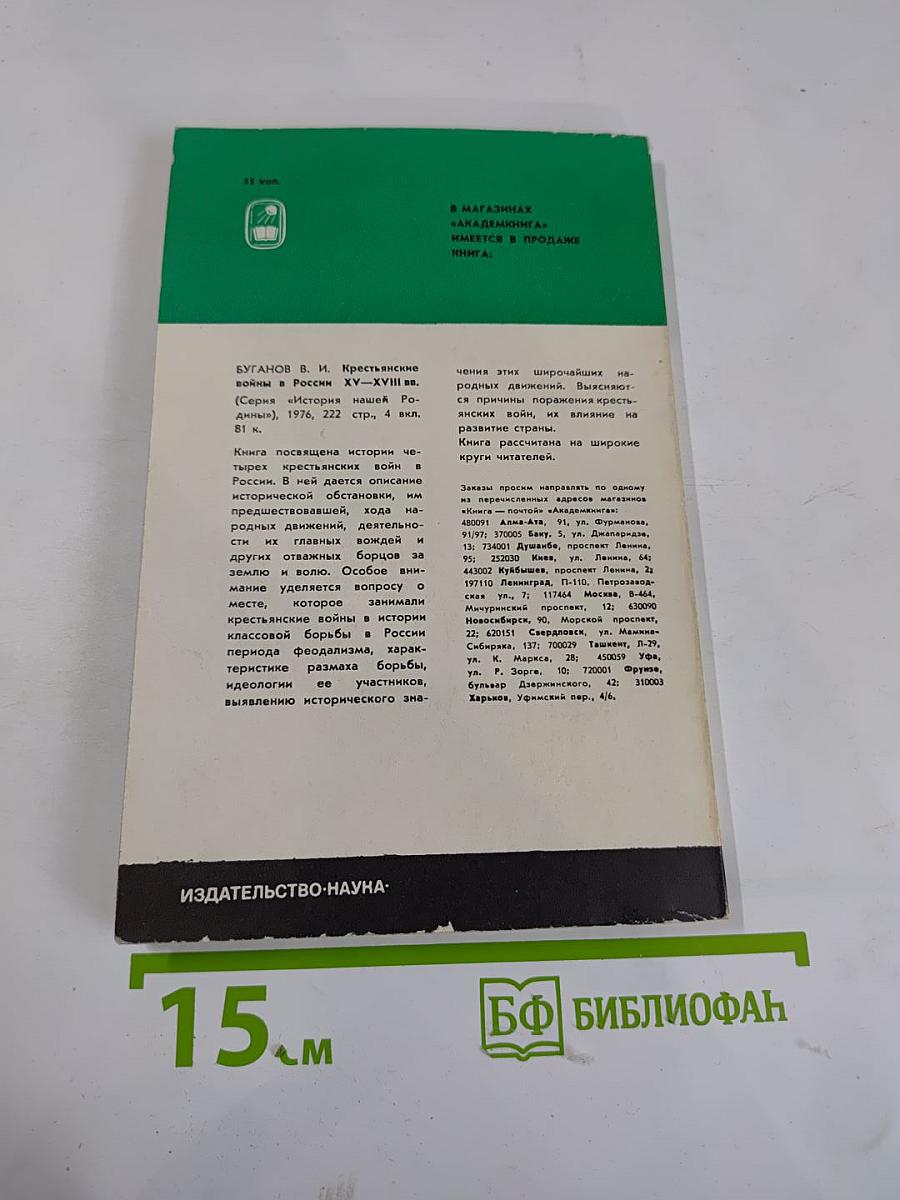 55 коп.
В МАГАЗИНАХ
«АКАДЕМКНИГА»
ИМЕЕТСЯ В ПРОДАЖЕ
КНИГА:
БУГАНОВ В. И. Крестьянские
войны в России XV—XVIII вв.
(Серия «История нашей Ро-
дины»), 1976, 222 стр., 4 вкл.
81 к.
Книга посвящена истории че-
тырех крестьянских войн в
России. В ней дается описание
исторической обстановки, им
предшествовавшей, хода на-
родных движений, деятельно-
сти их главных вождей и
других отважных борцов за
землю и волю. Особое вни-
мание уделяется вопросу о
месте, которое занимали
крестьянские войны в истории
классовой борьбы в России
периода феодализма, харак-
теристике размаха борьбы,
идеологии ее участников,
выявлению исторического зна-
чения этих широчайших на-
родных движений. Выясняют-
ся причины поражения кресть-
янских войн, их влияние на
развитие страны.
Книга рассчитана на широкие
круги читателей.
Заказы просим направлять по одному
из перечисленных адресов магазинов
«Книга — почтой» «Академкнига»:
480091 Алма-Ата, 91, ул. Фурманова,
91/97; 370005 Баку, 5, ул. Джапаридзе,
13; 734001 Душанбе, проспект Ленина,
95; 252030 Киев, ул. Ленина, 64;
443002 Куйбышев, проспект Ленина, 2;
197110 Ленинград, П-110, Петрозавод-
ская ул., 7; 117464 Москва, В-464,
Мичуринский проспект, 12; 630090
Новосибирск, 90, Морской проспект,
22; 620151 Свердловск, ул. Мамина-
Сибиряка, 137; 700029 Ташкент, Л-29,
ул. К. Маркса, 28; 450059 Уфа,
ул. Р. Зорге, 10; 720001 Фрунзе,
бульвар Дзержинского, 42; 310003
Харьков, Уфимский пер., 4/6.
ИЗДАТЕЛЬСТВО·НАУКА·
15 см
БФ БИБЛИОФАН